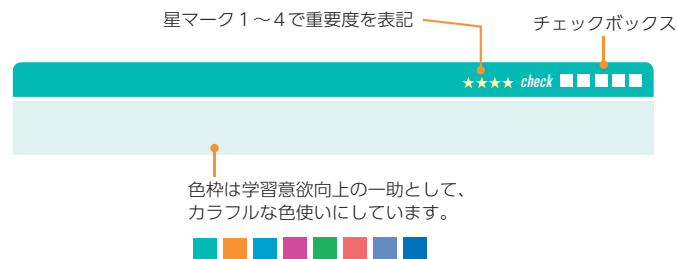 星マーク１～４で重要度を表記
チェックボックス
★★★★ check □□□□□
色枠は学習意欲向上の一助として、
カラフルな色使いにしています。